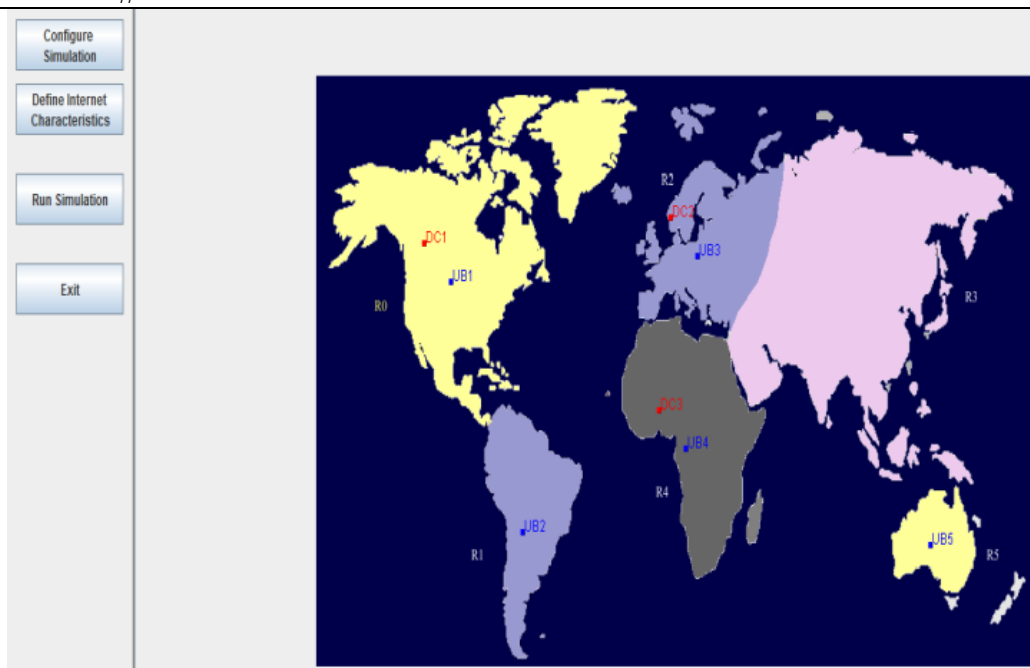 Configure
Simulation
Define Internet
Characteristics
Run Simulation
Exit
R2
DC2
DC1
UB3
UB1
R0
R3
DC3
UB4
R4
UB2
UB5
R1
R5